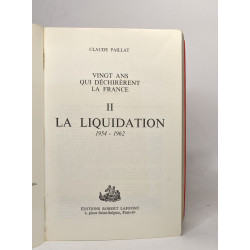 CLAUDE PAILLAT
VINGT ANS
QUI DÉCHIRÈRENT
LA FRANCE
II
LA LIQUIDATION
1954 - 1962
ÉDITIONS ROBERT LAFFONT
6, place Saint-Sulpice, Paris-6e